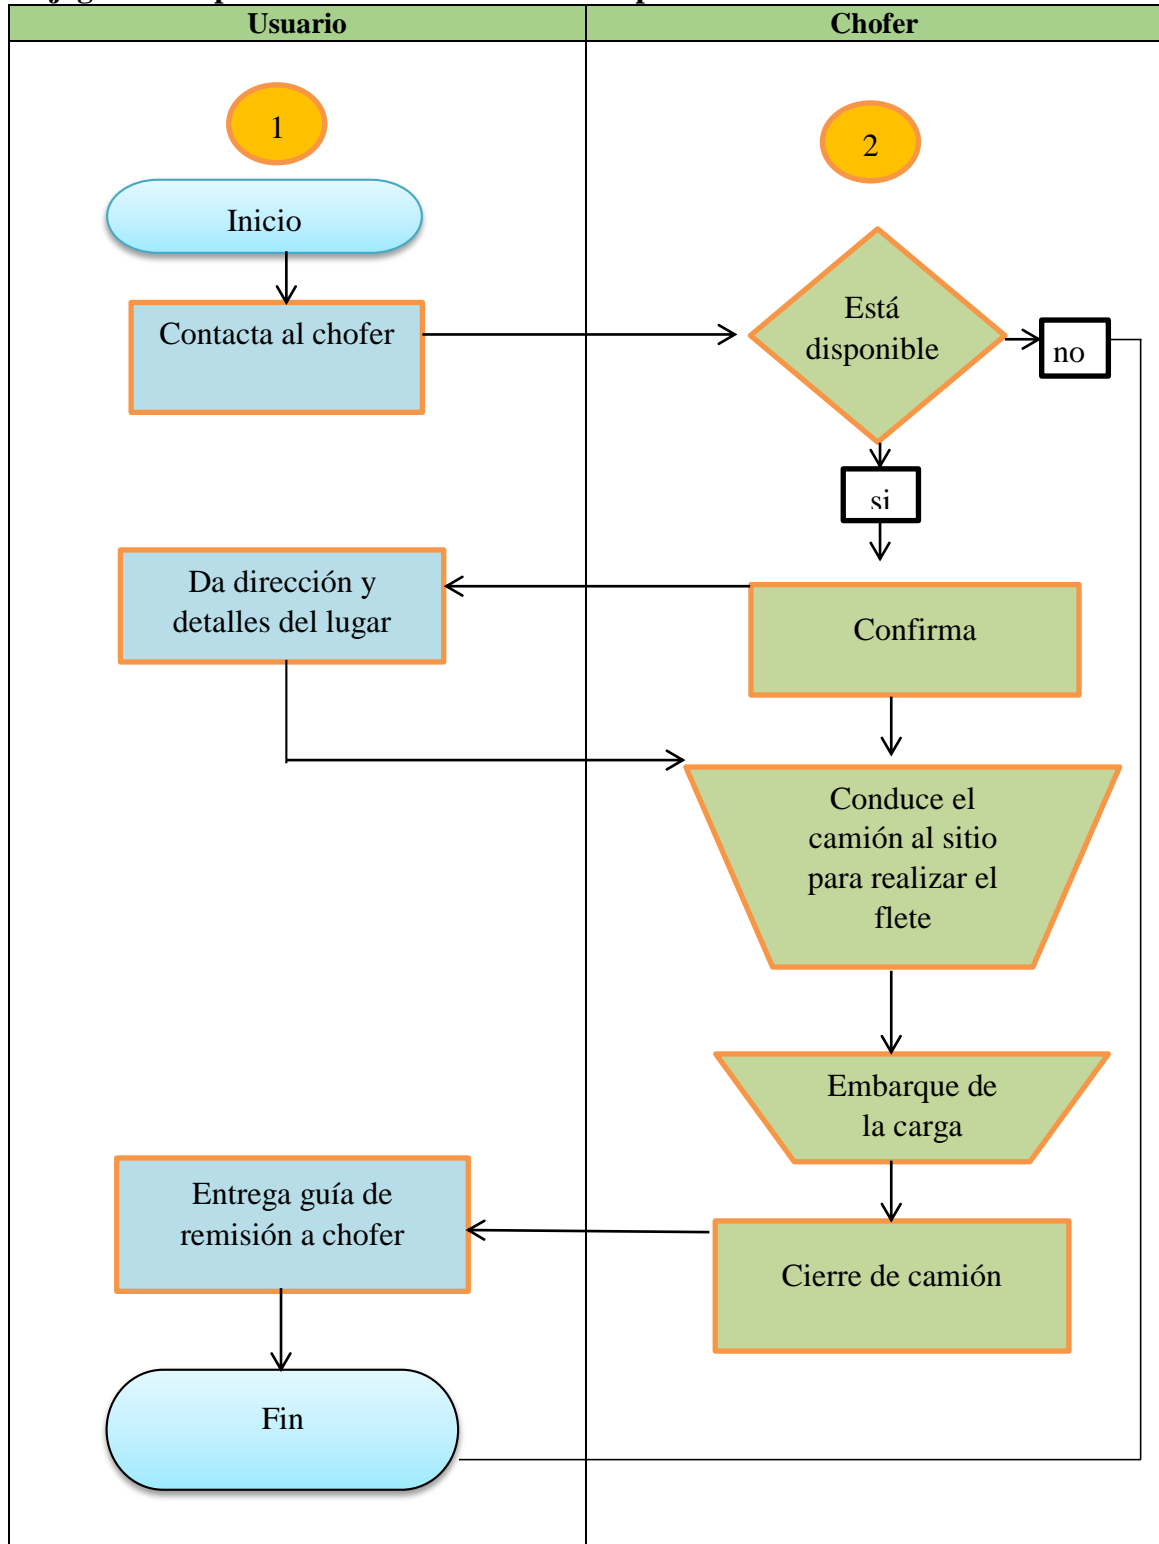 Usuario
Chofer
1
2
Inicio
Contacta al chofer
Está
disponible
no
si
Da dirección y
detalles del lugar
Confirma
Conduce el
camión al sitio
para realizar el
flete
Embarque de
la carga
Entrega guía de
remisión a chofer
Cierre de camión
Fin